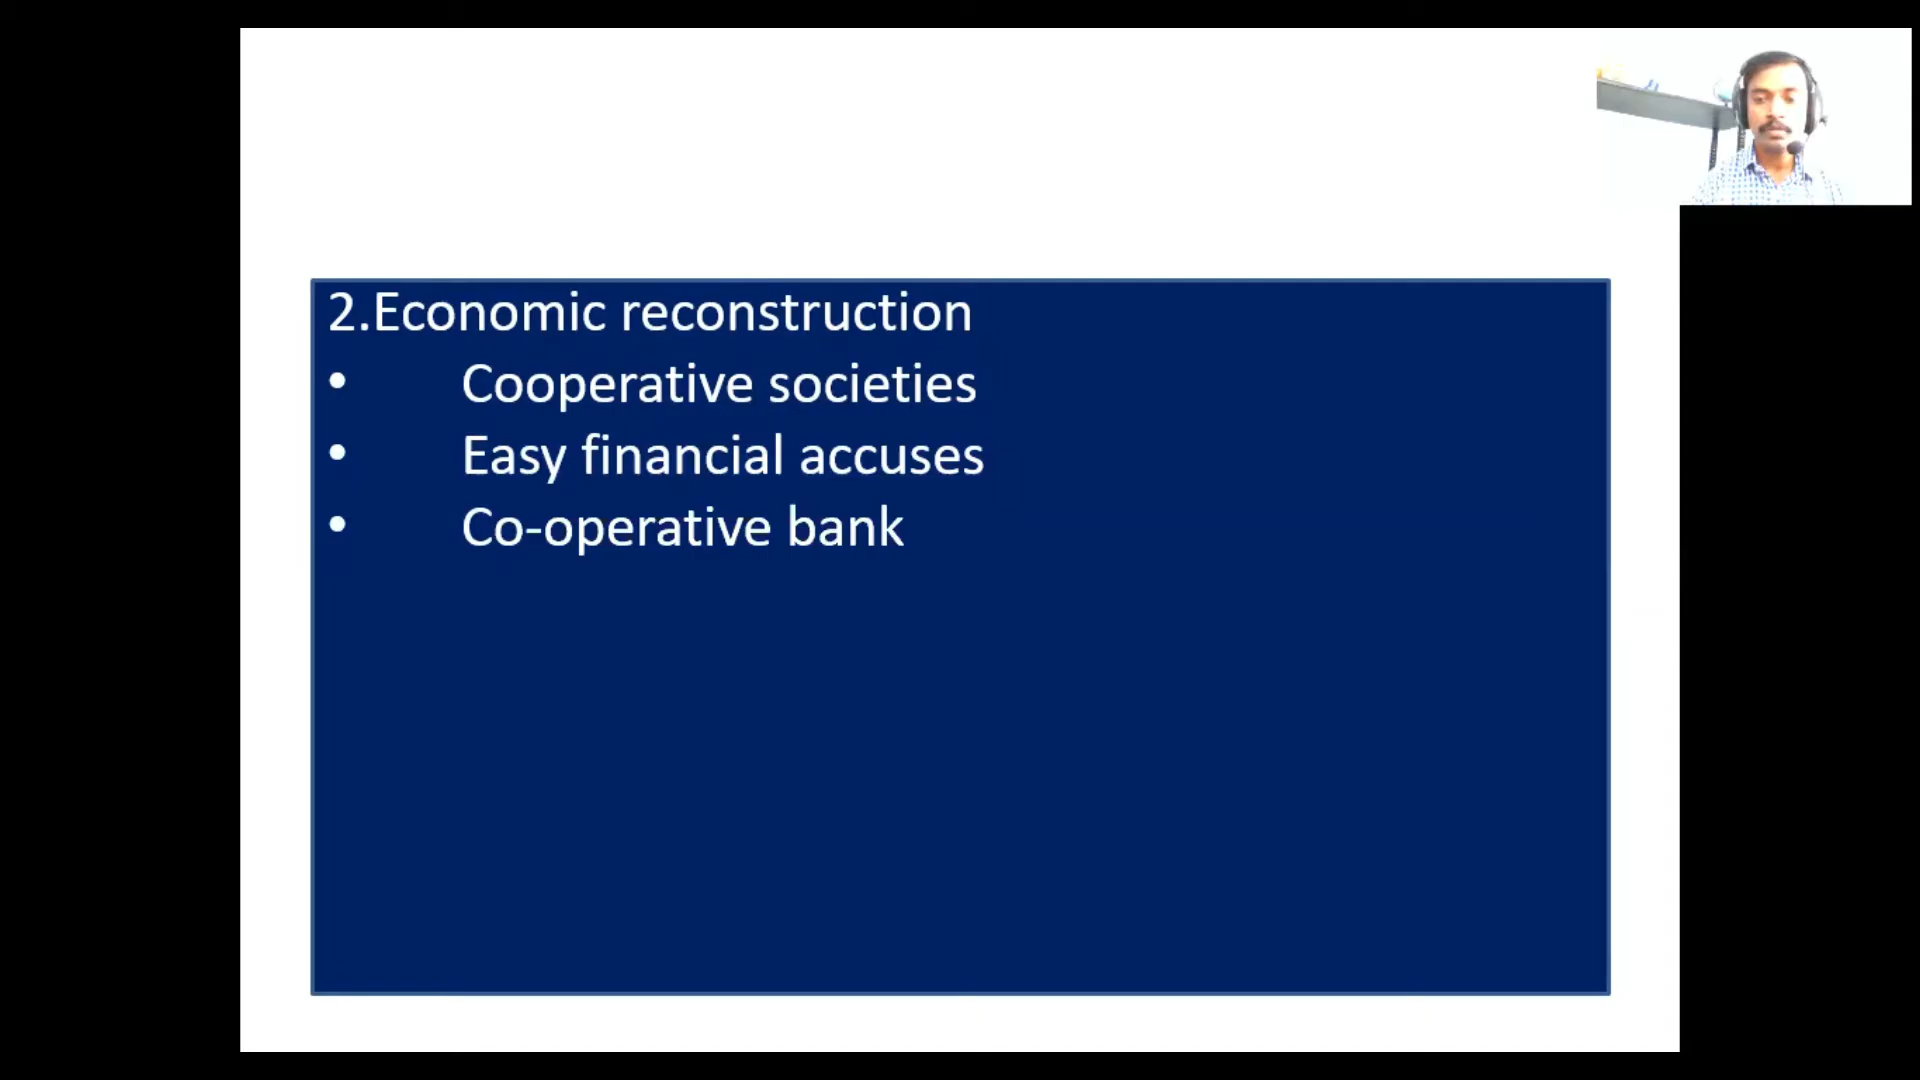 2.Economic reconstruction
• Cooperative societies
• Easy financial accuses
• Co-operative bank